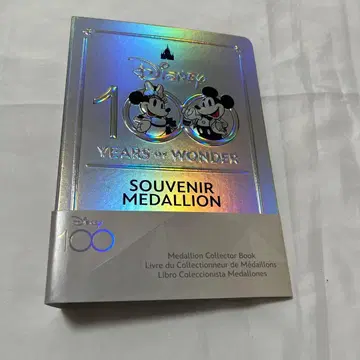 Disney
100
YEARS OF WONDER
SOUVENIR
MEDALLION
Disney
100
Medallion Collector Book
Livre du Collectionneur de Médaillons
Libro Coleccionista Medallones